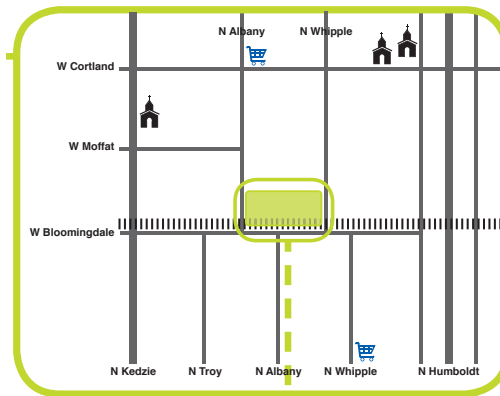 N Albany N Whipple
W Cortland
W Moffat
W Bloomingdale
N Kedzie N Troy N Albany N Whipple N Humboldt